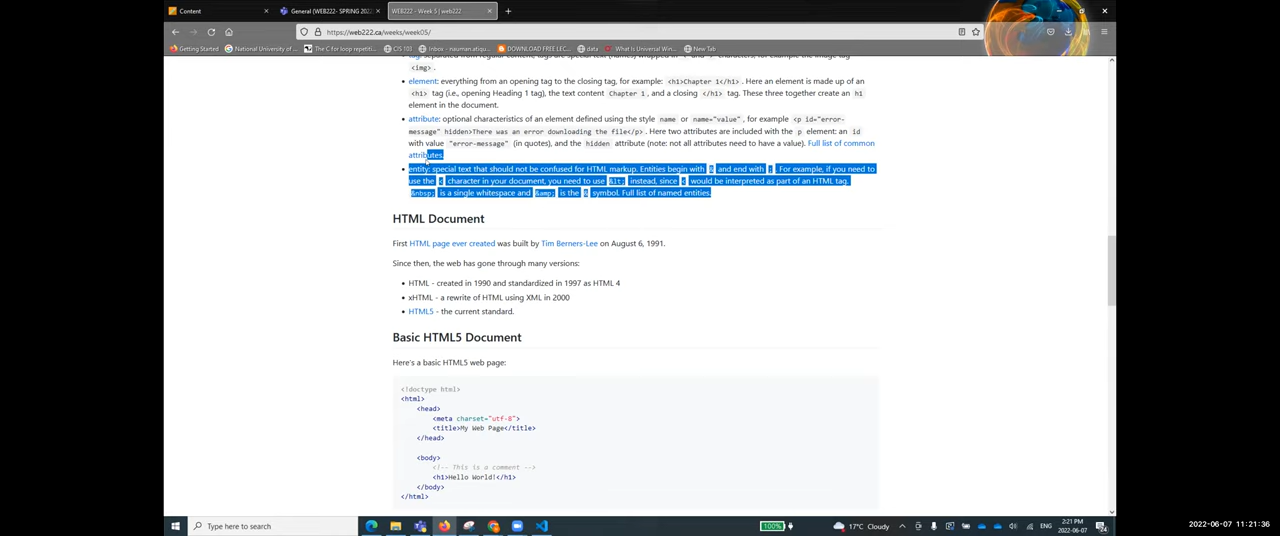 Content
General (WEB222- SPRING 202
WEB222 - Week 5 | web222
https://web222.ca/weeks/week05/
Getting Started
National University of ...
The C for loop repetiti...
CIS 103
Inbox - nauman.atique...
DOWNLOAD FREE LEC...
data
What Is Universal Win...
New Tab
<img> .
• element: everything from an opening tag to the closing tag, for example: <h1>Chapter 1</h1>. Here an element is made up of an
<h1> tag (i.e., opening Heading 1 tag), the text content Chapter 1, and a closing </h1> tag. These three together create an h1
element in the document.
• attribute: optional characteristics of an element defined using the style name or name="value", for example <p id="error-
message" hidden>There was an error downloading the file</p>. Here two attributes are included with the p element: an id
with value "error-message" (in quotes), and the hidden attribute (note: not all attributes need to have a value). Full list of common
attributes.
• entity: special text that should not be confused for HTML markup. Entities begin with & and end with ; . For example, if you need to
use the < character in your document, you need to use &lt; instead, since < would be interpreted as part of an HTML tag.
&nbsp; is a single whitespace and &amp; is the & symbol. Full list of named entities.
HTML Document
First HTML page ever created was built by Tim Berners-Lee on August 6, 1991.
Since then, the web has gone through many versions:
• HTML - created in 1990 and standardized in 1997 as HTML 4
• xHTML - a rewrite of HTML using XML in 2000
• HTML5 - the current standard.
Basic HTML5 Document
Here's a basic HTML5 web page:
<!doctype html>
<html>
<head>
<meta charset="utf-8">
<title>My Web Page</title>
</head>
<body>
<!-- This is a comment -->
<h1>Hello World!</h1>
</body>
</html>
Type here to search
100%
17°C Cloudy
ENG
2:21 PM
2022-06-07
24
2022-06-07 11:21:36